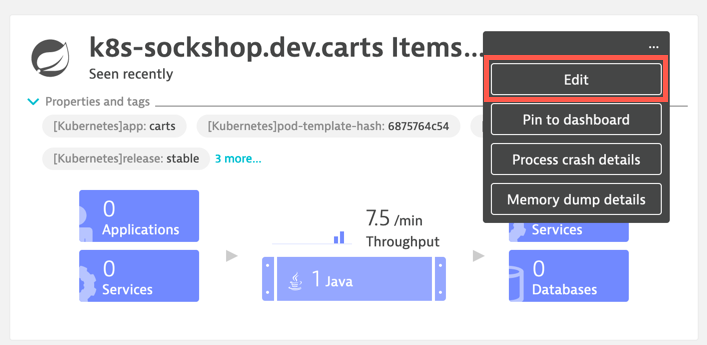 k8s-sockshop.dev.carts Items...
...
Seen recently
Edit
Properties and tags
Pin to dashboard
[Kubernetes]app: carts
[Kubernetes]pod-template-hash: 6875764c54
Process crash details
[Kubernetes]release: stable
3 more...
Memory dump details
0
Applications
7.5 /min
Throughput
Services
0
Services
1 Java
0
Databases